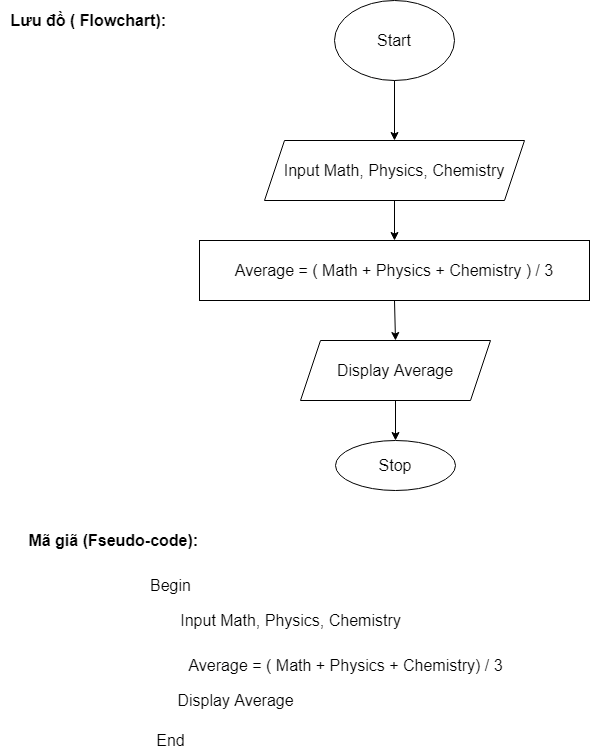 Lưu đồ ( Flowchart):
Start
Input Math, Physics, Chemistry
Average = ( Math + Physics + Chemistry ) / 3
Display Average
Stop
Mã giã (Fseudo-code):
Begin
Input Math, Physics, Chemistry
Average = ( Math + Physics + Chemistry) / 3
Display Average
End